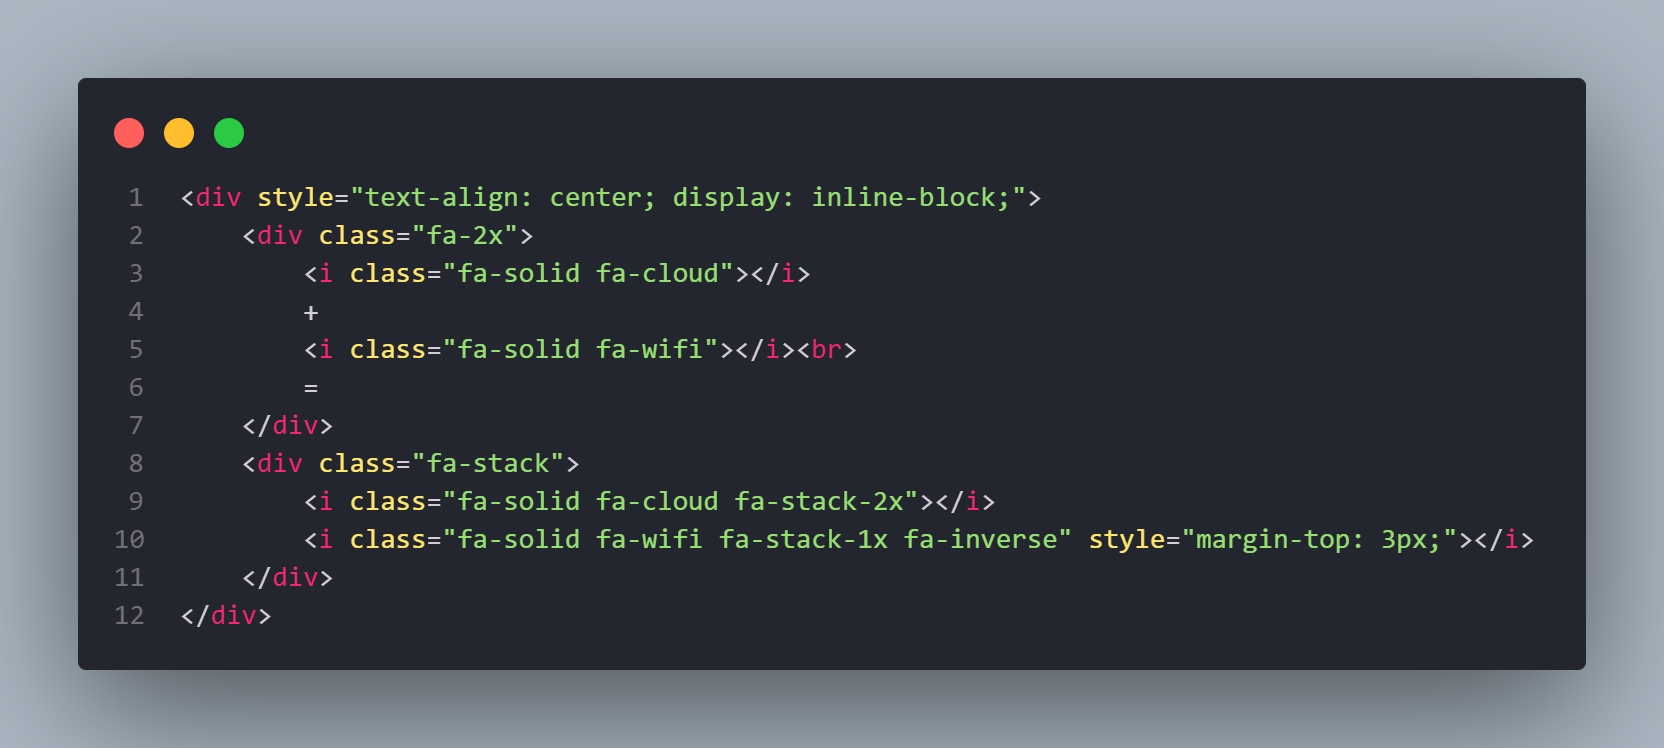 1 <div style="text-align: center; display: inline-block;">
2     <div class="fa-2x">
3         <i class="fa-solid fa-cloud"></i>
4         +
5         <i class="fa-solid fa-wifi"></i><br>
6         =
7     </div>
8     <div class="fa-stack">
9         <i class="fa-solid fa-cloud fa-stack-2x"></i>
10         <i class="fa-solid fa-wifi fa-stack-1x fa-inverse" style="margin-top: 3px;"></i>
11     </div>
12 </div>